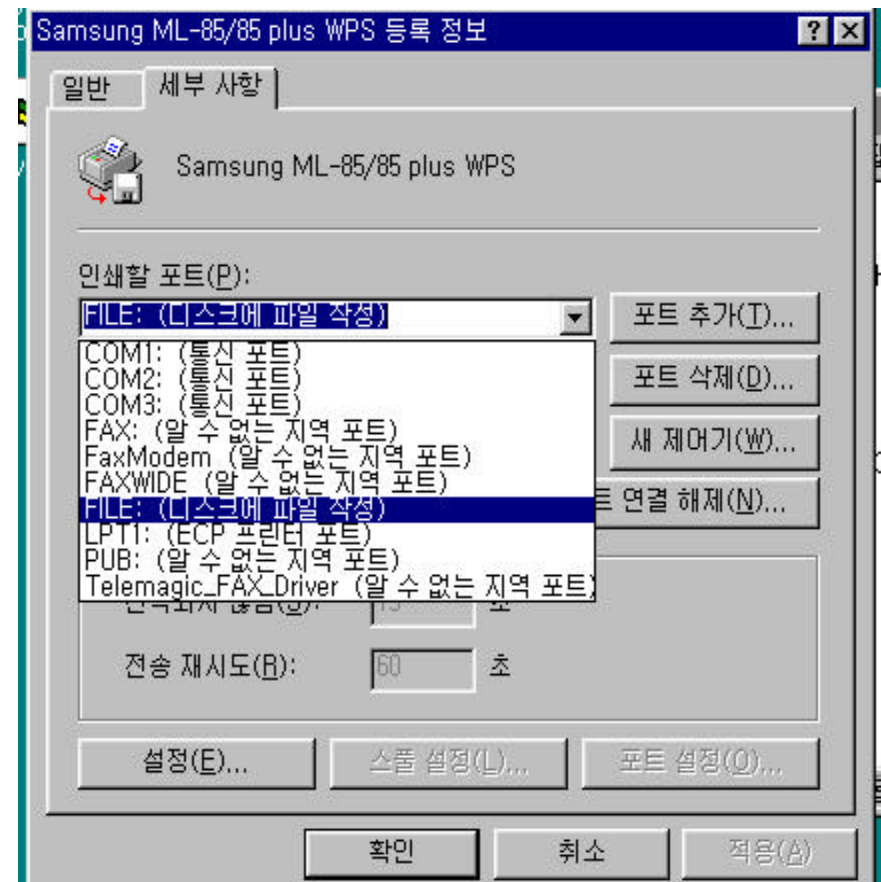 Samsung ML-85/85 plus WPS 등록 정보
일반
세부 사항
Samsung ML-85/85 plus WPS
인쇄할 포트(P):
FILE: (디스크에 파일 작성)
포트 추가(T)...
COM1: (통신 포트)
COM2: (통신 포트)
COM3: (통신 포트)
FAX: (알 수 없는 지역 포트)
FaxModem (알 수 없는 지역 포트)
FAXWIDE (알 수 없는 지역 포트)
FILE: (디스크에 파일 작성)
LPT1: (ECP 프린터 포트)
PUB: (알 수 없는 지역 포트)
Telemagic_FAX_Driver (알 수 없는 지역 포트)
포트 삭제(D)...
새 제어기(W)...
연결 해제(N)...
초
전송 재시도(R): 60 초
설정(E)...
스풀 설정(L)...
포트 설정(O)...
확인
취소
적용(A)